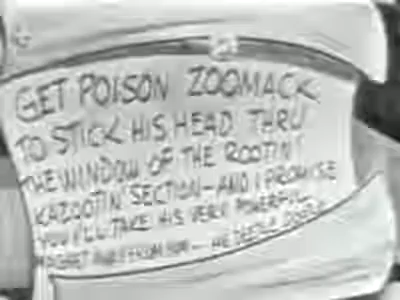 GET POISON ZOOMACK
TO STICK HIS HEAD THRU
THE WINDOW OF THE ROOTIN'
KAZOOTIN' SECTION-AND I PROMISE
YOU'LL TAKE HIS VERY POWERFUL